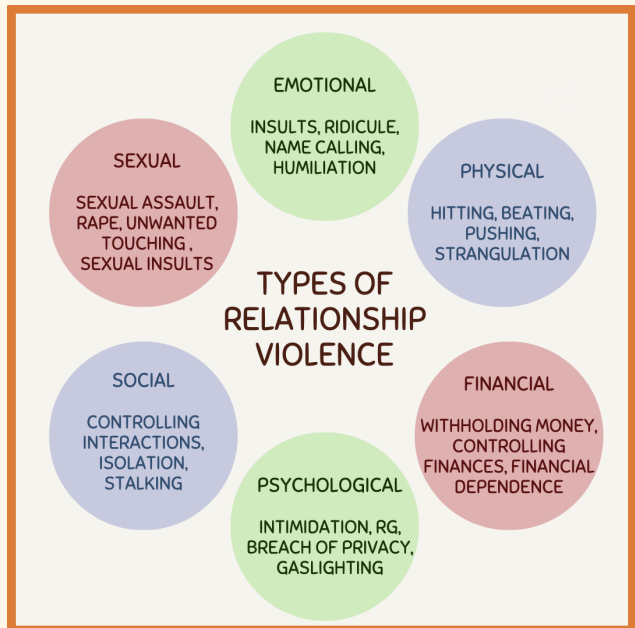 EMOTIONAL
INSULTS, RIDICULE,
NAME CALLING,
HUMILIATION
SEXUAL
SEXUAL ASSAULT,
RAPE, UNWANTED
TOUCHING ,
SEXUAL INSULTS
PHYSICAL
HITTING, BEATING,
PUSHING,
STRANGULATION
TYPES OF
RELATIONSHIP
VIOLENCE
SOCIAL
CONTROLLING
INTERACTIONS,
ISOLATION,
STALKING
FINANCIAL
WITHHOLDING MONEY,
CONTROLLING
FINANCES, FINANCIAL
DEPENDENCE
PSYCHOLOGICAL
INTIMIDATION, RG,
BREACH OF PRIVACY,
GASLIGHTING